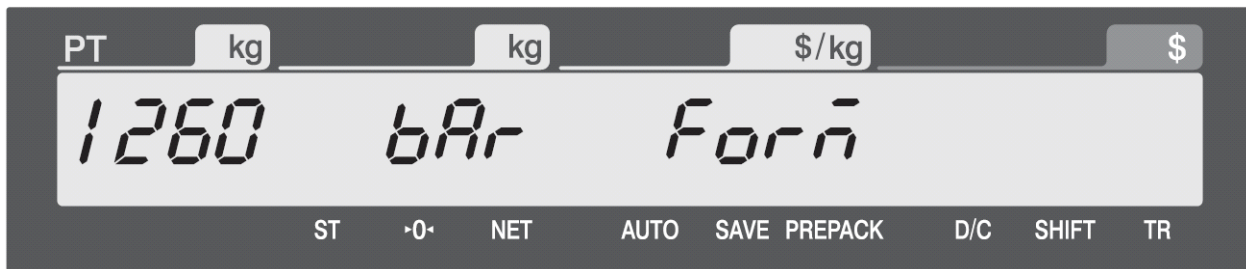 PT kg kg $/kg $
1260 bAr Form
ST ▸0◂ NET AUTO SAVE PREPACK D/C SHIFT TR